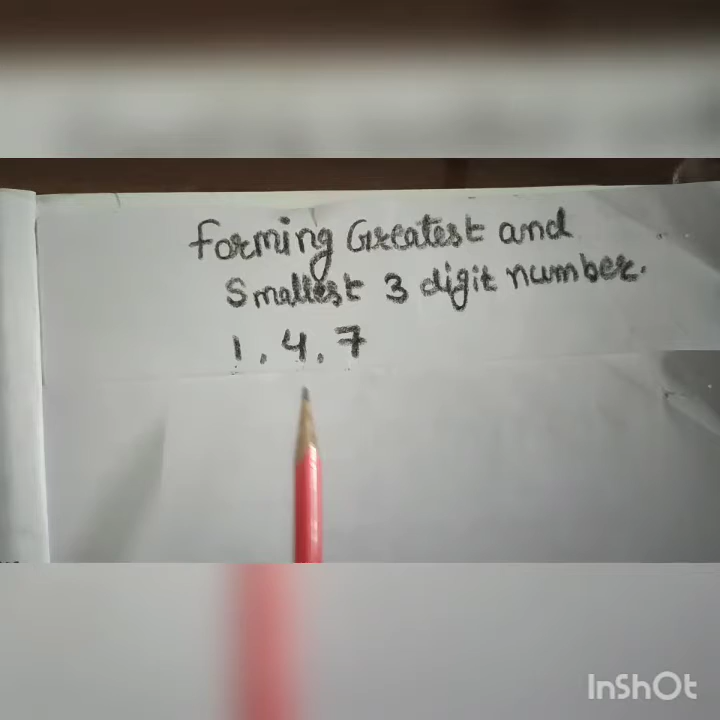 Forming Greatest and
Smallest 3 digit number.
1, 4, 7
InShOt